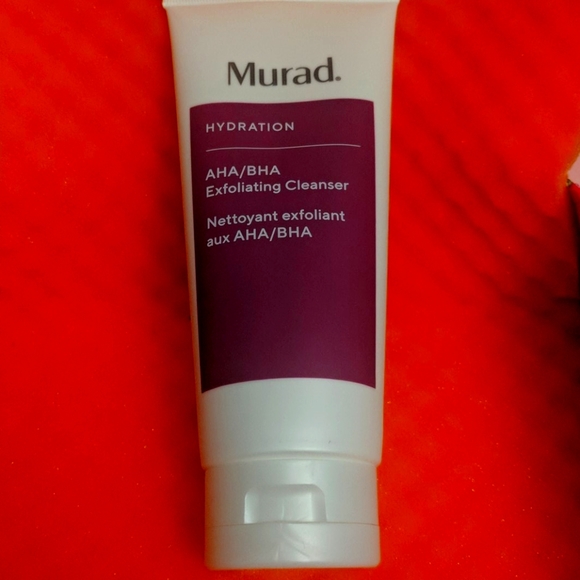 Murad.
HYDRATION
AHA/BHA
Exfoliating Cleanser
Nettoyant exfoliant
aux AHA/BHA